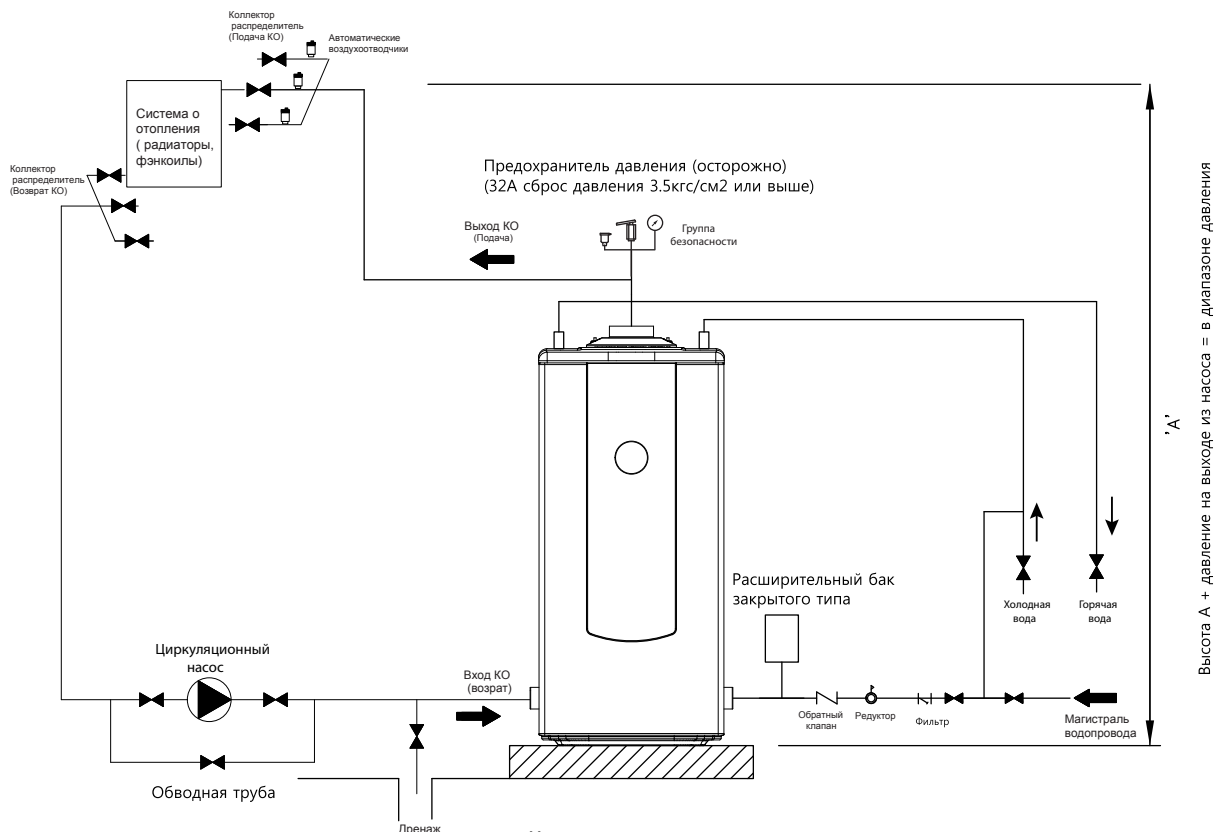 Коллектор
распределитель
(Подача КО)
Автоматические
воздухоотводчики
Система о
отопления
( радиаторы,
фэнкоилы)
Коллектор
распределитель
(Возврат КО)
Предохранитель давления (осторожно)
(32А сброс давления 3.5кгс/см2 или выше)
Выход КО
(Подача)
Группа
безопасности
'A'
Высота А + давление на выходе из насоса = в диапазоне давления
Расширительный бак
закрытого типа
Холодная
вода
Горячая
вода
Циркуляционный
насос
Вход КО
(возрат)
Обратный
клапан
Редуктор
Фильтр
Магистраль
водопровода
Обводная труба
Дренаж